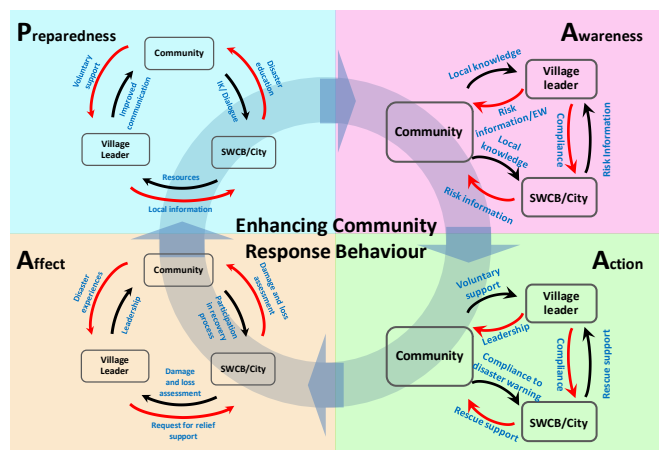 Preparedness
Community
Voluntary
support
Improved
communication
IK/ Dialogue
Disaster
education
Village
Leader
SWCB/City
Resources
Local information
Awareness
Local knowledge
Village
leader
Risk
information/EW
Community
Local
knowledge
Compliance
Risk Information
SWCB/City
Risk information
Enhancing Community
Response Behaviour
Affect
Community
Disaster
experiences
Leadership
Participation
in recovery
process
Damage and loss
assessment
Village
Leader
SWCB/City
Damage
and loss
assessment
Request for relief
support
Action
Voluntary
support
Village
leader
Leadership
Community
Compliance to
disaster warning
Compliance
Rescue support
SWCB/City
Rescue support